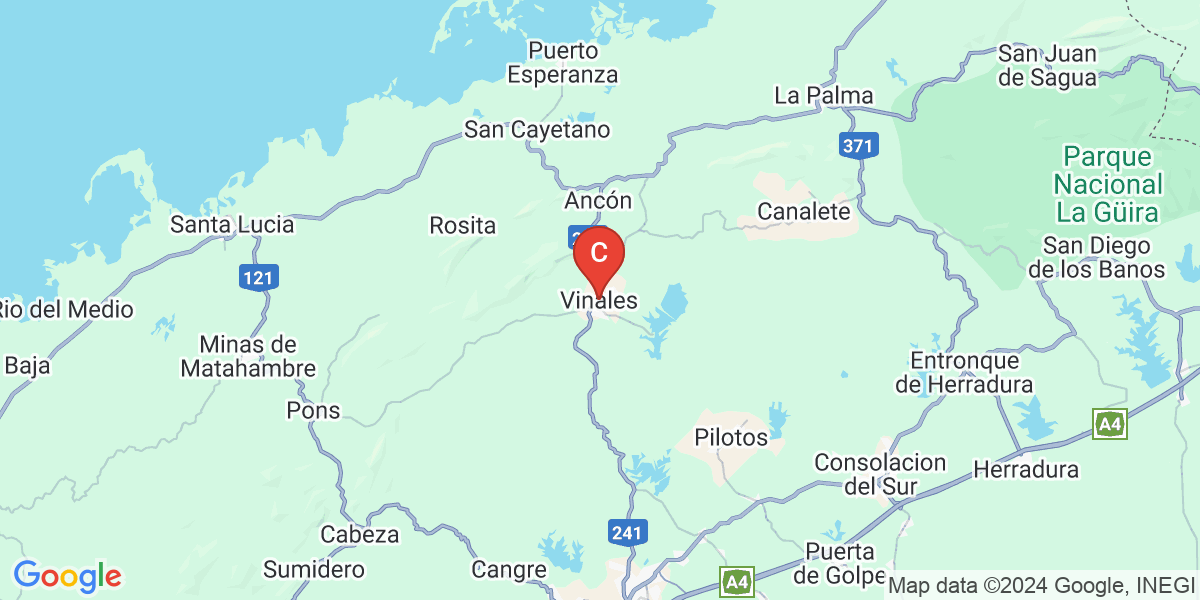 Puerto
Esperanza
San Juan
de Sagua
La Palma
San Cayetano
371
Parque
Nacional
La Güira
Ancón
Canalete
Santa Lucia
Rosita
C
San Diego
de los Banos
121
Vinales
Rio del Medio
Minas de
Matahambre
Baja
Entronque
de Herradura
Pons
A4
Pilotos
Consolacion
del Sur
Herradura
241
Cabeza
Sumidero
Cangre
Puerta
de Golpe
A4
Google
Map data ©2024 Google, INEGI